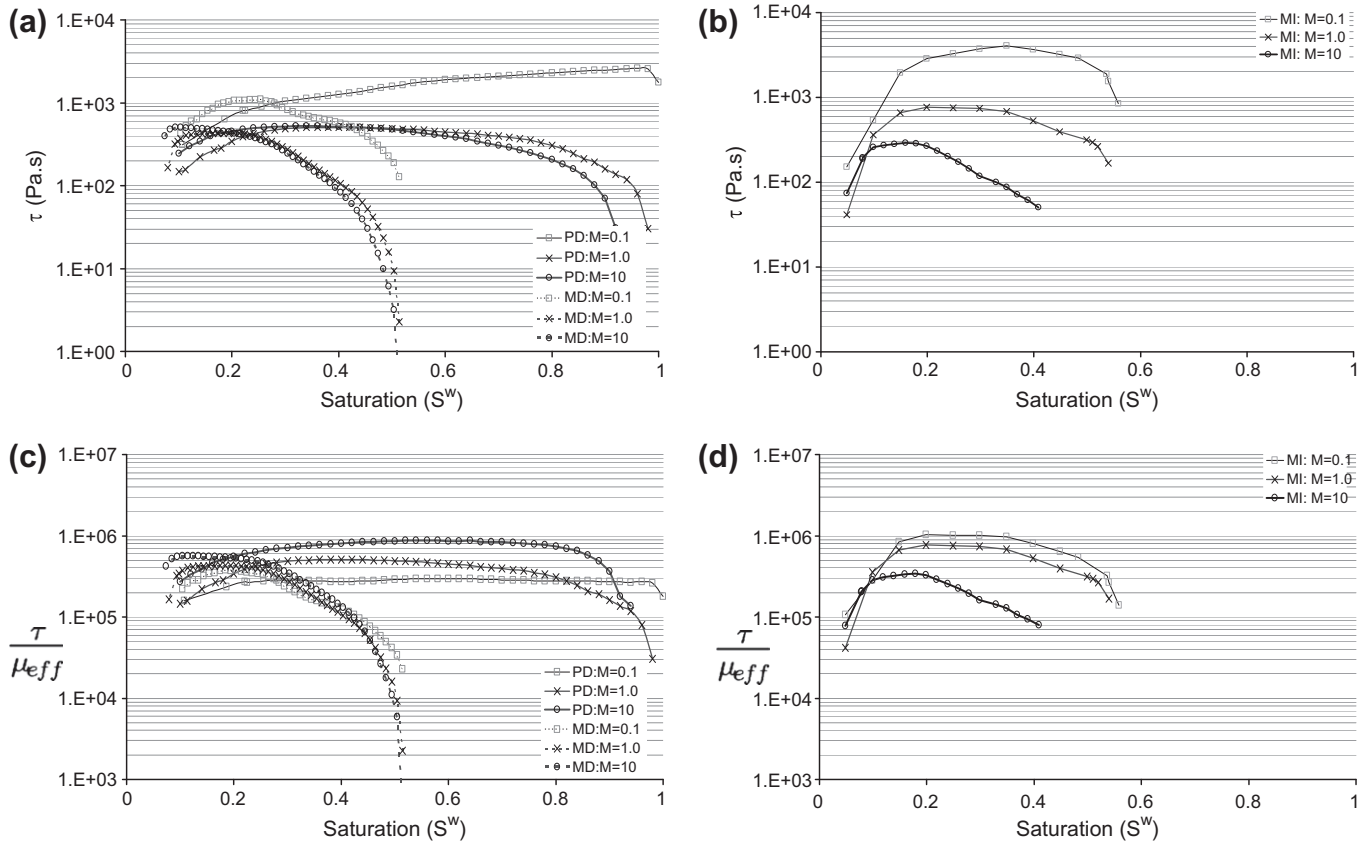 (a)
1.E+04
1.E+03
1.E+02
1.E+01
1.E+00
τ (Pa.s)
0 0.2 0.4 0.6 0.8 1
Saturation (S^w)
PD:M=0.1
PD:M=1.0
PD:M=10
MD:M=0.1
MD:M=1.0
MD:M=10
(b)
1.E+04
1.E+03
1.E+02
1.E+01
1.E+00
τ (Pa.s)
0 0.2 0.4 0.6 0.8 1
Saturation (S^w)
MI: M=0.1
MI: M=1.0
MI: M=10
(c)
1.E+07
1.E+06
1.E+05
1.E+04
1.E+03
τ
μeff
0 0.2 0.4 0.6 0.8 1
Saturation (S^w)
PD:M=0.1
PD:M=1.0
PD:M=10
MD:M=0.1
MD:M=1.0
MD:M=10
(d)
1.E+07
1.E+06
1.E+05
1.E+04
1.E+03
τ
μeff
0 0.2 0.4 0.6 0.8 1
Saturation (S^w)
MI: M=0.1
MI: M=1.0
MI: M=10